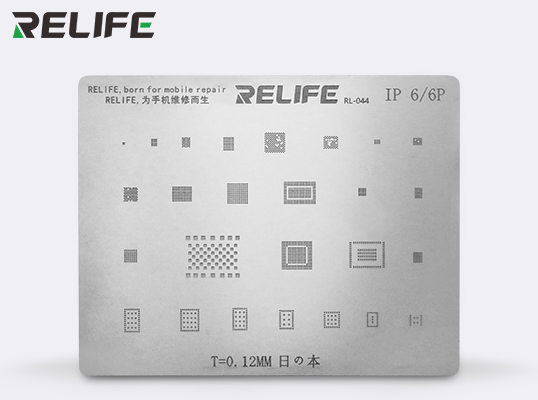 RELIFE
RELIFE, born for mobile repair
RELIFE, 为手机维修而生
RELIFE RL-044 IP 6/6P
T=0.12MM 日の本